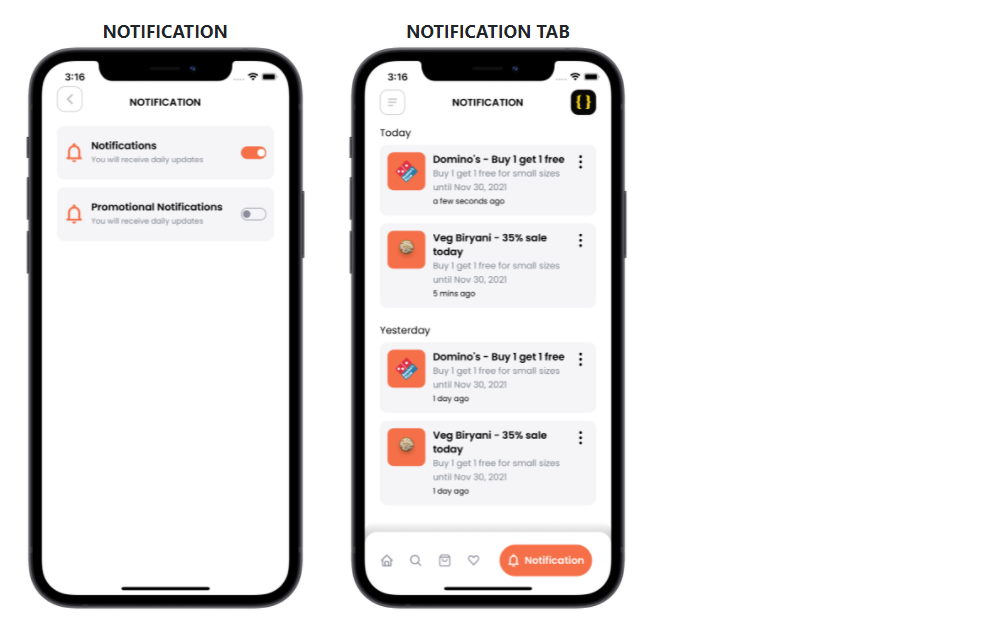 NOTIFICATION
3:16
NOTIFICATION
Notifications
You will receive daily updates
Promotional Notifications
You will receive daily updates
NOTIFICATION TAB
3:16
NOTIFICATION
{ }
Today
Domino's - Buy 1 get 1 free
Buy 1 get 1 free for small sizes
until Nov 30, 2021
a few seconds ago
Veg Biryani - 35% sale
today
Buy 1 get 1 free for small sizes
until Nov 30, 2021
5 mins ago
Yesterday
Domino's - Buy 1 get 1 free
Buy 1 get 1 free for small sizes
until Nov 30, 2021
1 day ago
Veg Biryani - 35% sale
today
Buy 1 get 1 free for small sizes
until Nov 30, 2021
1 day ago
Notification